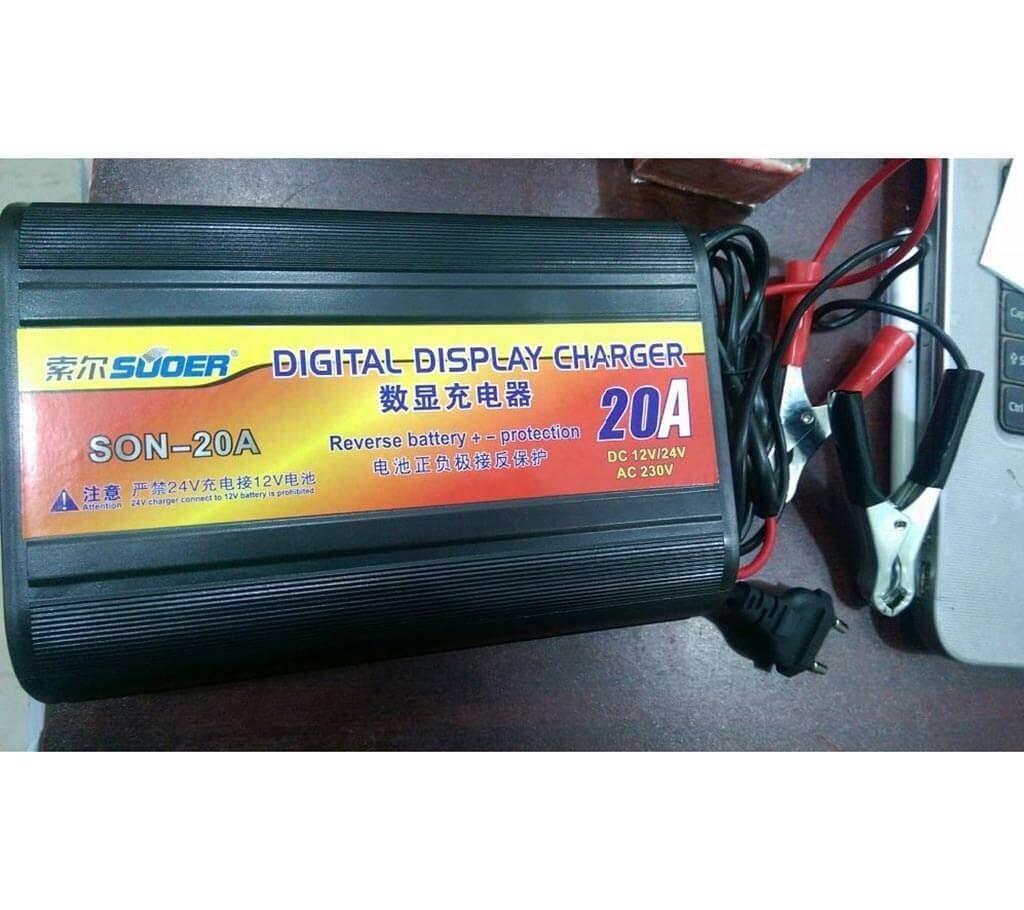 索尔SUOER®
DIGITAL DISPLAY CHARGER
数显充电器
20A
SON-20A
Reverse battery + - protection
电池正负极接反保护
DC 12V/24V
AC 230V
注意 严禁24V充电接12V电池
Attention 24V charger connect to 12V battery is prohibited
Ctrl